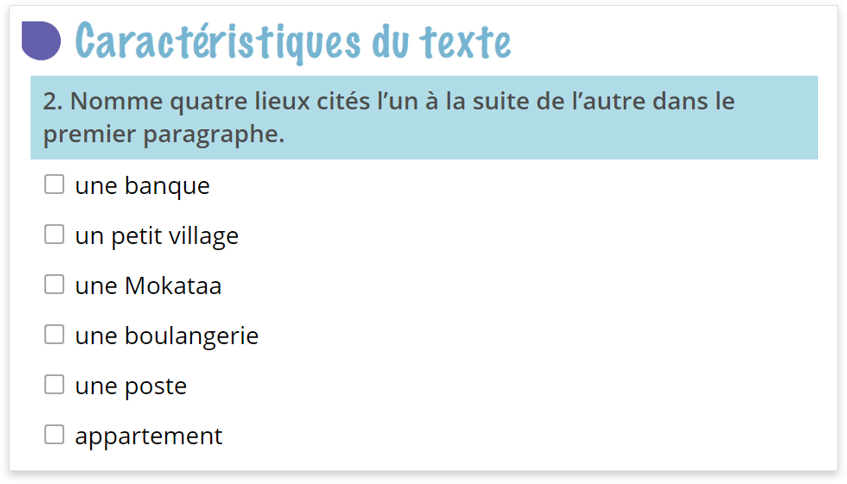 Caractéristiques du texte
2. Nomme quatre lieux cités l’un à la suite de l’autre dans le
premier paragraphe.
une banque
un petit village
une Mokataa
une boulangerie
une poste
appartement